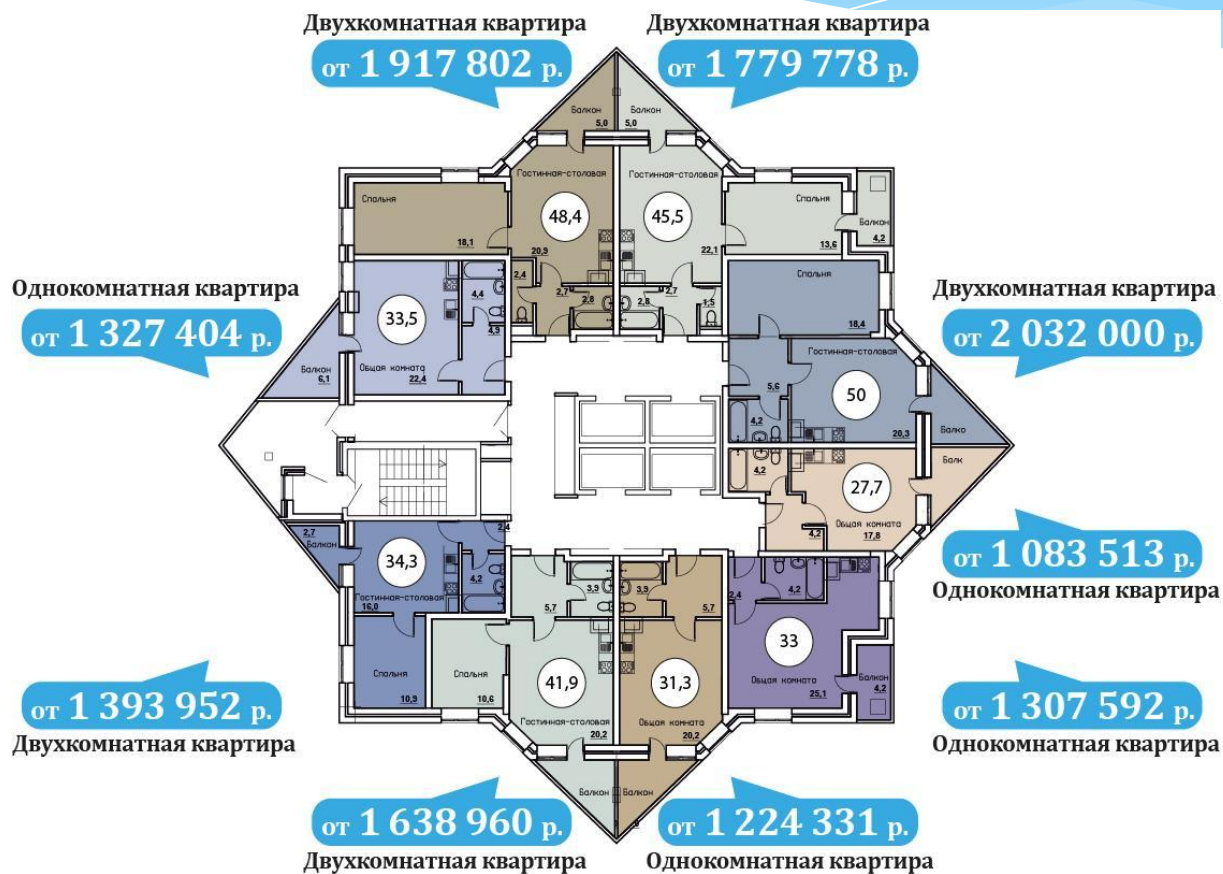 Двухкомнатная квартира
от 1 917 802 р.
Двухкомнатная квартира
от 1 779 778 р.
Балкон
5,0
Балкон
5,0
Гостинная-столовая
48,4
20,9
Гостинная-столовая
45,5
22,1
Спальня
18,1
Спальня
13,6
Балкон
4,2
2,4
2,7
2,8
2,7
2,8
1,5
Однокомнатная квартира
от 1 327 404 р.
33,5
4,4
4,9
Балкон
6,1
Общая комната
22,4
Двухкомнатная квартира
от 2 032 000 р.
Спальня
18,4
Гостинная-столовая
5,6
50
4,2
20,3
Балко
4,2
27,7
Балк
Общая комната
4,2
17,8
от 1 083 513 р.
Однокомнатная квартира
2,7
Балкон
34,3
2,4
4,2
Гостинная-столовая
16,0
Спальня
10,9
от 1 393 952 р.
Двухкомнатная квартира
3,9
5,7
Спальня
10,6
41,9
Гостинная-столовая
20,2
Балкон
3,9
5,7
31,3
Общая комната
20,2
Балкон
2,4
4,2
33
Общая комната
25,1
Балкон
4,2
от 1 307 592 р.
Однокомнатная квартира
от 1 638 960 р.
Двухкомнатная квартира
от 1 224 331 р.
Однокомнатная квартира